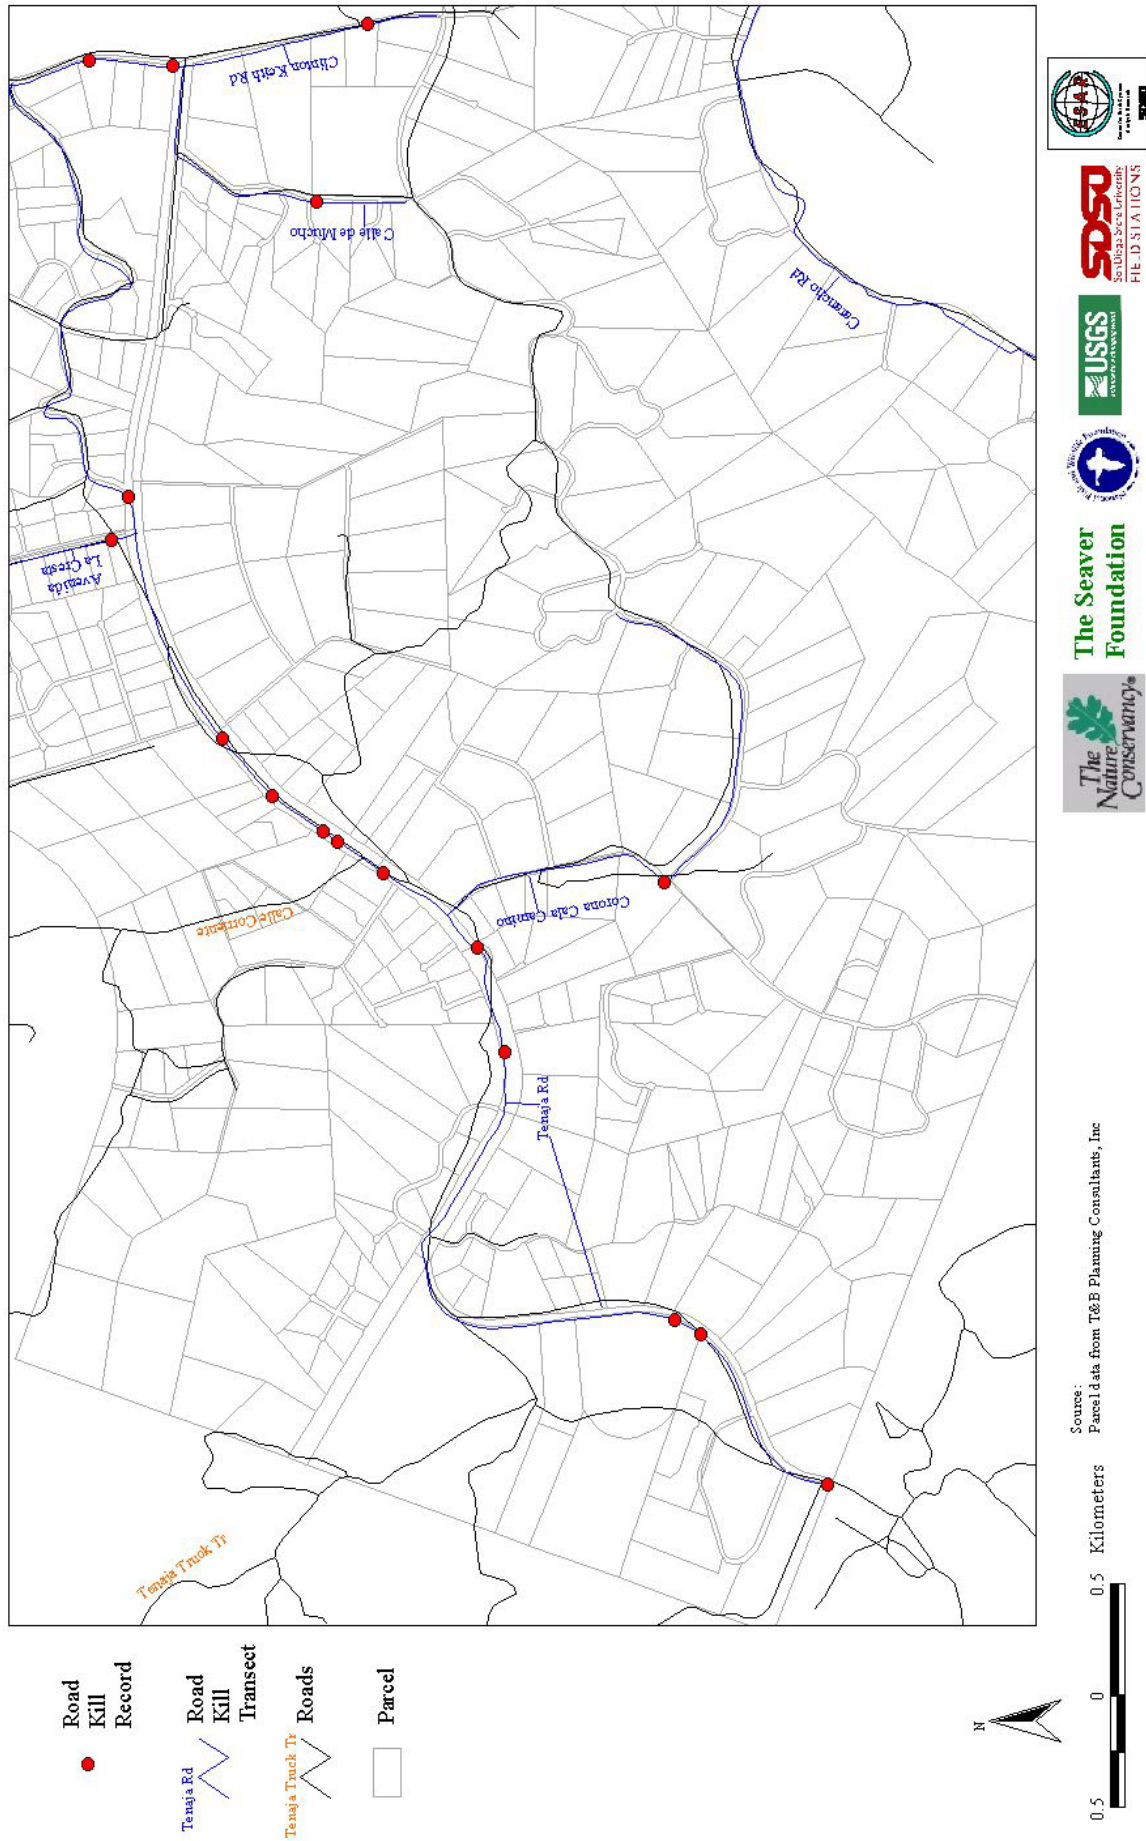 Clinton Keith Rd
Calle de Mucho
Avenida
La Cresta
Caramcho Rd
Calle Corriente
Corona Cala Camino
Tenaja Rd
Tenaja Truck Tr
Road
Kill
Record
Tenaja Rd
Road
Kill
Transect
Tenaja Truck Tr
Roads
Parcel
N
0.5 0 0.5 Kilometers
Source:
Parcel data from T&B Planning Consultants, Inc
The
Nature
Conservancy®
The Seaver
Foundation
USGS
SDSU
San Diego State University
FIELD STATIONS
ESAR